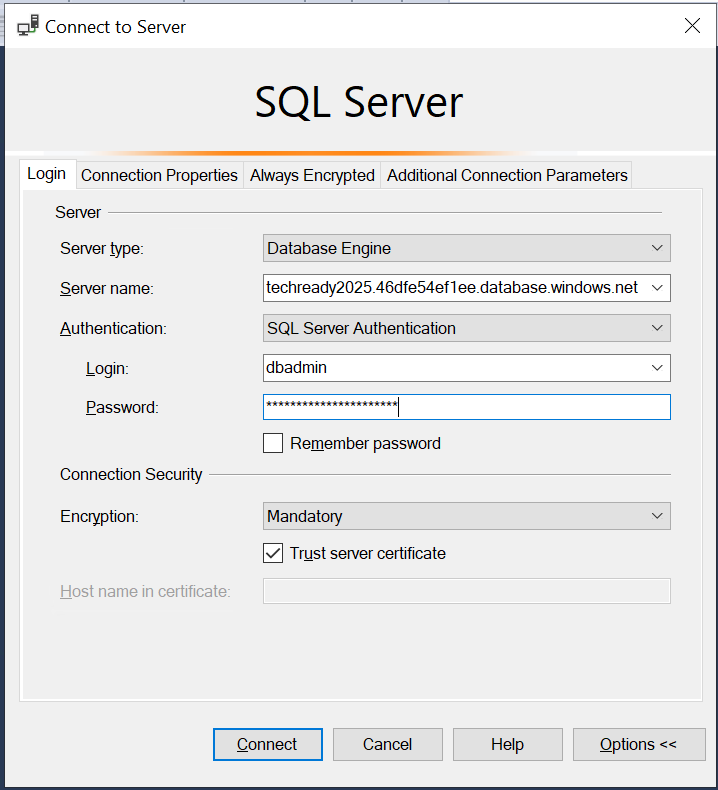 Connect to Server
SQL Server
Login Connection Properties Always Encrypted Additional Connection Parameters
Server
Server type: Database Engine
Server name: techready2025.46dfe54ef1ee.database.windows.net
Authentication: SQL Server Authentication
Login: dbadmin
Password: **********************
Remember password
Connection Security
Encryption: Mandatory
Trust server certificate
Host name in certificate:
Connect Cancel Help Options <<